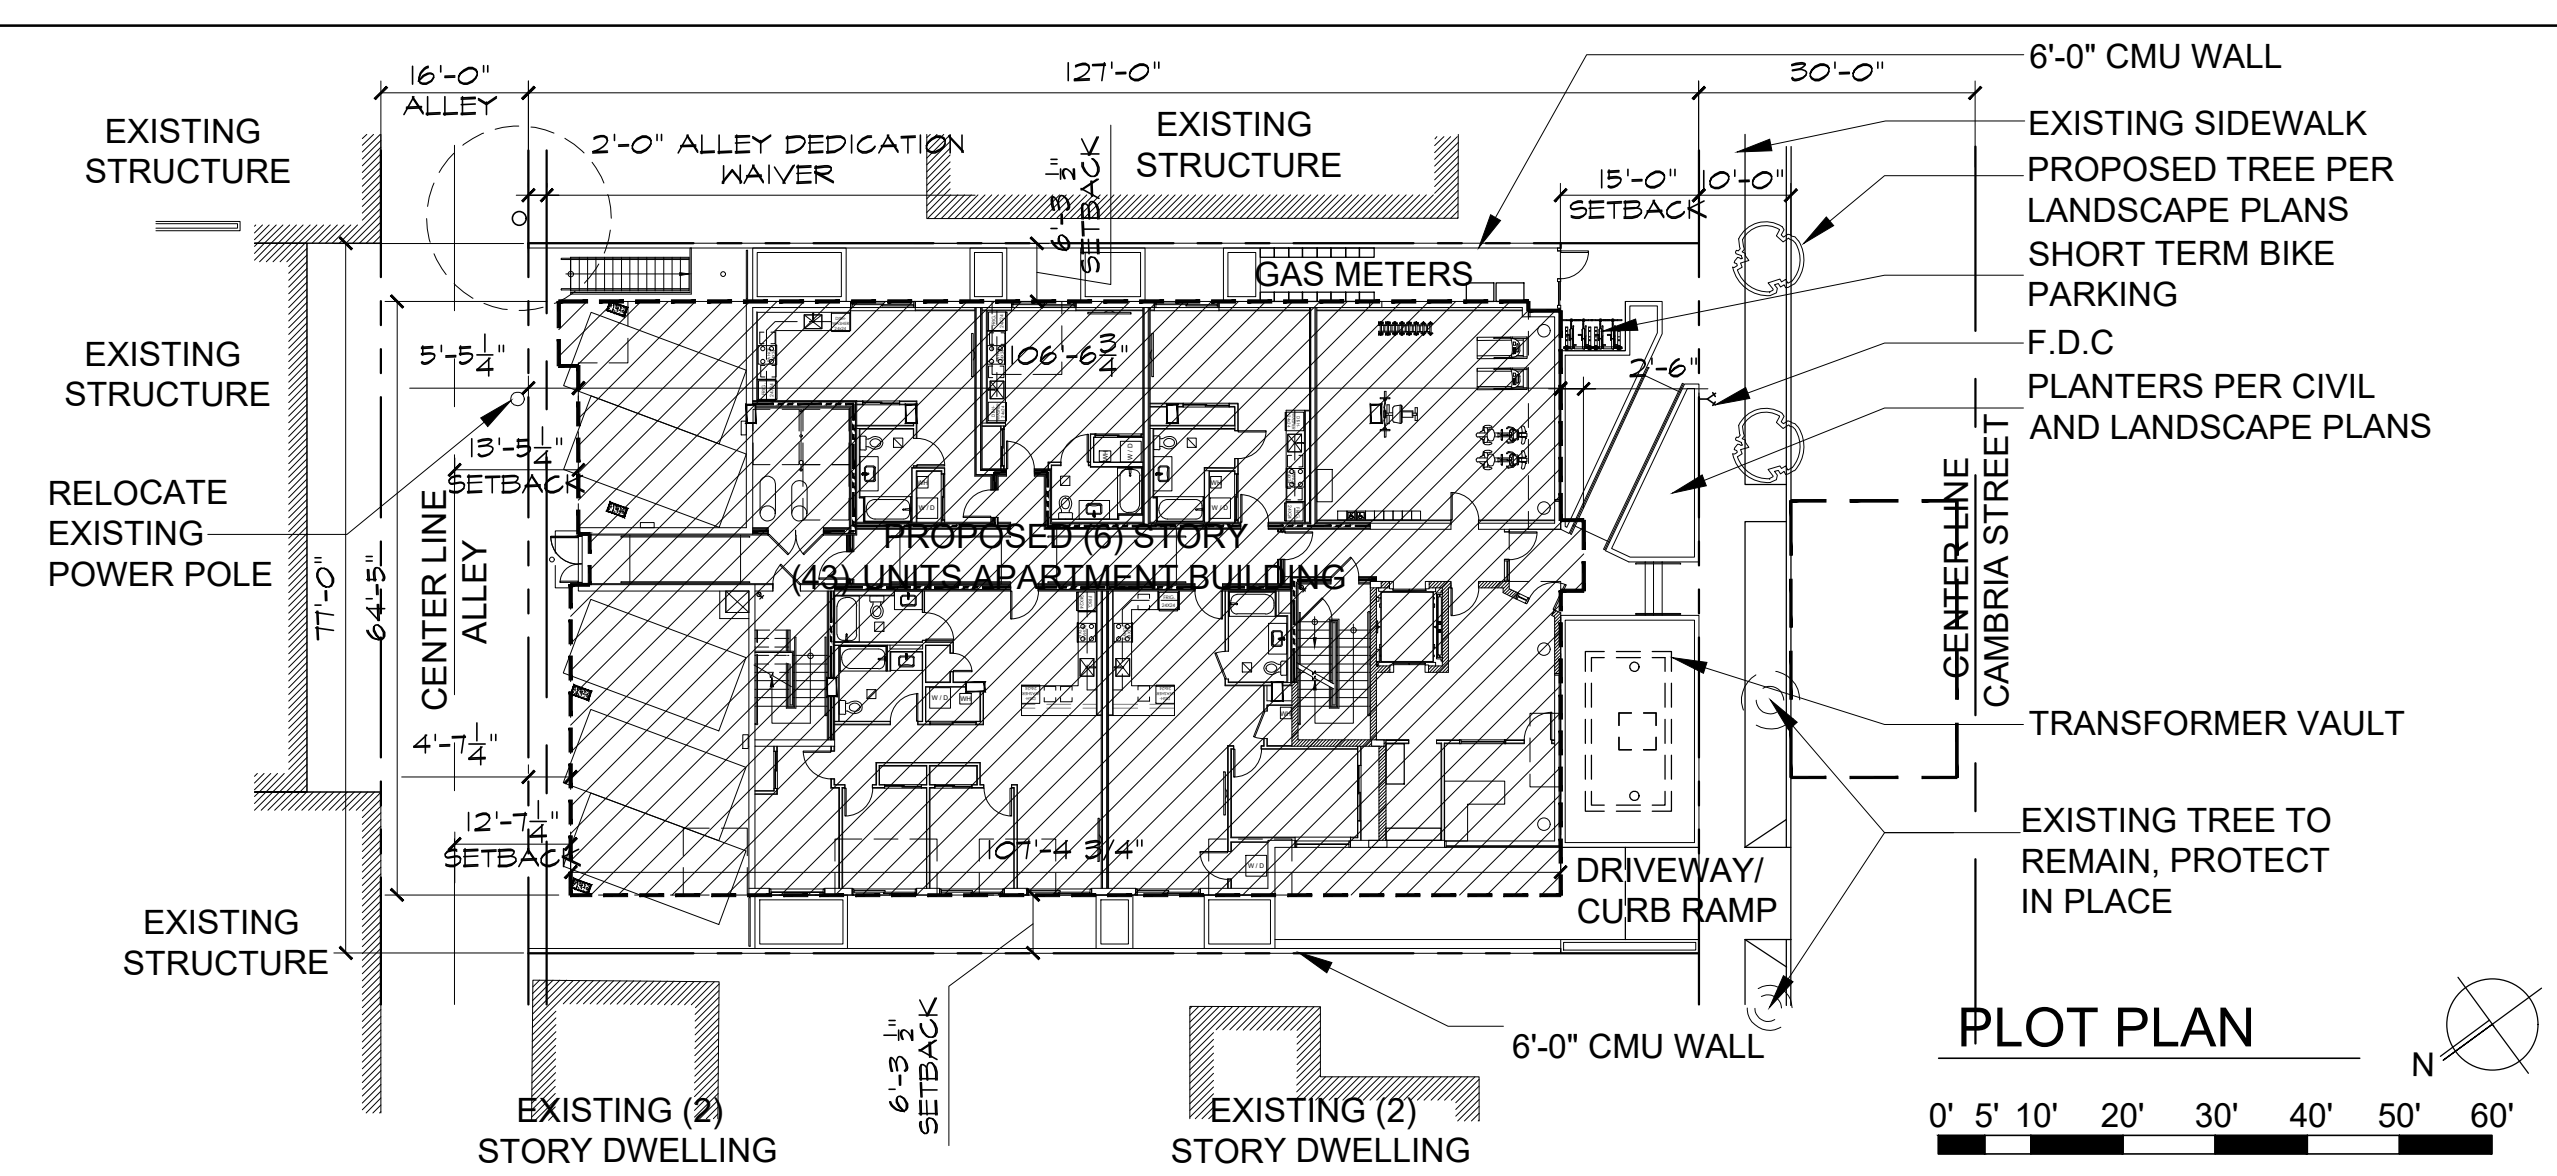 16'-0"
ALLEY
127'-0"
30'-0"
6'-0" CMU WALL
EXISTING
STRUCTURE
2'-0" ALLEY DEDICATION
WAIVER
6'-3 1/2"
SETBACK
EXISTING
STRUCTURE
15'-0"
SETBACK
10'-0"
EXISTING SIDEWALK
PROPOSED TREE PER
LANDSCAPE PLANS
SHORT TERM BIKE
PARKING
F.D.C
PLANTERS PER CIVIL
AND LANDSCAPE PLANS
GAS METERS
EXISTING
STRUCTURE
5'-5 1/4"
106'-6 3/4"
2'-6"
13'-5 1/4"
SETBACK
RELOCATE
EXISTING
POWER POLE
77'-0"
64'-5"
CENTER LINE
ALLEY
PROPOSED (6) STORY
(43) UNITS APARTMENT BUILDING
WH
W / D
WH
W / D
WH
W / D
W / D
WH
W / D
CENTER LINE
CAMBRIA STREET
4'-7 1/4"
12'-7 1/4"
SETBACK
107'-4 3/4"
TRANSFORMER VAULT
EXISTING TREE TO
REMAIN, PROTECT
IN PLACE
DRIVEWAY/
CURB RAMP
EXISTING
STRUCTURE
6'-3 1/2"
SETBACK
6'-0" CMU WALL
EXISTING (2)
STORY DWELLING
EXISTING (2)
STORY DWELLING
PLOT PLAN
N
0' 5' 10' 20' 30' 40' 50' 60'